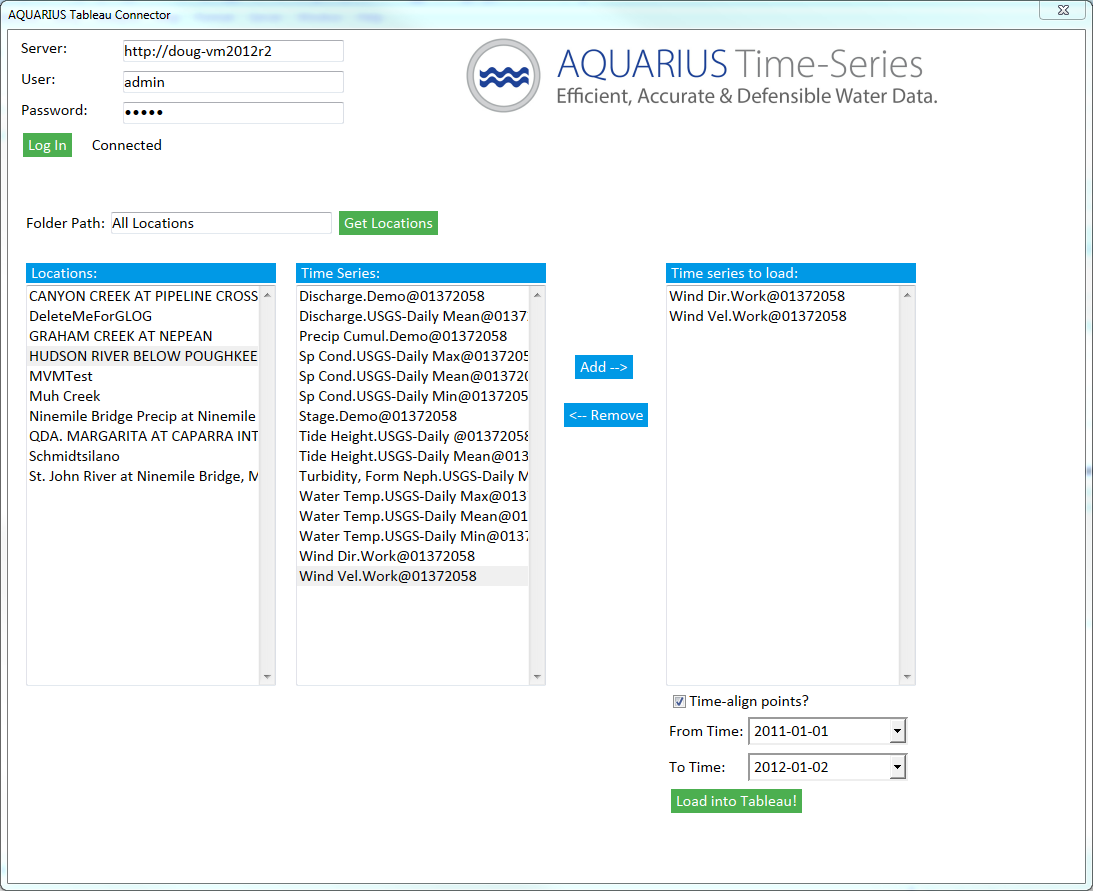 AQUARIUS Tableau Connector
Server: http://doug-vm2012r2
User: admin
Password: •••••
Log In Connected
AQUARIUS Time-Series
Efficient, Accurate & Defensible Water Data.
Folder Path: All Locations Get Locations
Locations:
CANYON CREEK AT PIPELINE CROSS
DeleteMeForGLOG
GRAHAM CREEK AT NEPEAN
HUDSON RIVER BELOW POUGHKEE
MVMTest
Muh Creek
Ninemile Bridge Precip at Ninemile
QDA. MARGARITA AT CAPARRA INT
Schmidtsilano
St. John River at Ninemile Bridge, M
Time Series:
Discharge.Demo@01372058
Discharge.USGS-Daily Mean@0137
Precip Cumul.Demo@01372058
Sp Cond.USGS-Daily Max@0137205
Sp Cond.USGS-Daily Mean@013720
Sp Cond.USGS-Daily Min@0137205
Stage.Demo@01372058
Tide Height.USGS-Daily @01372058
Tide Height.USGS-Daily Mean@013
Turbidity, Form Neph.USGS-Daily M
Water Temp.USGS-Daily Max@013
Water Temp.USGS-Daily Mean@01
Water Temp.USGS-Daily Min@0137
Wind Dir.Work@01372058
Wind Vel.Work@01372058
Add -->
<-- Remove
Time series to load:
Wind Dir.Work@01372058
Wind Vel.Work@01372058
Time-align points?
From Time: 2011-01-01
To Time: 2012-01-02
Load into Tableau!